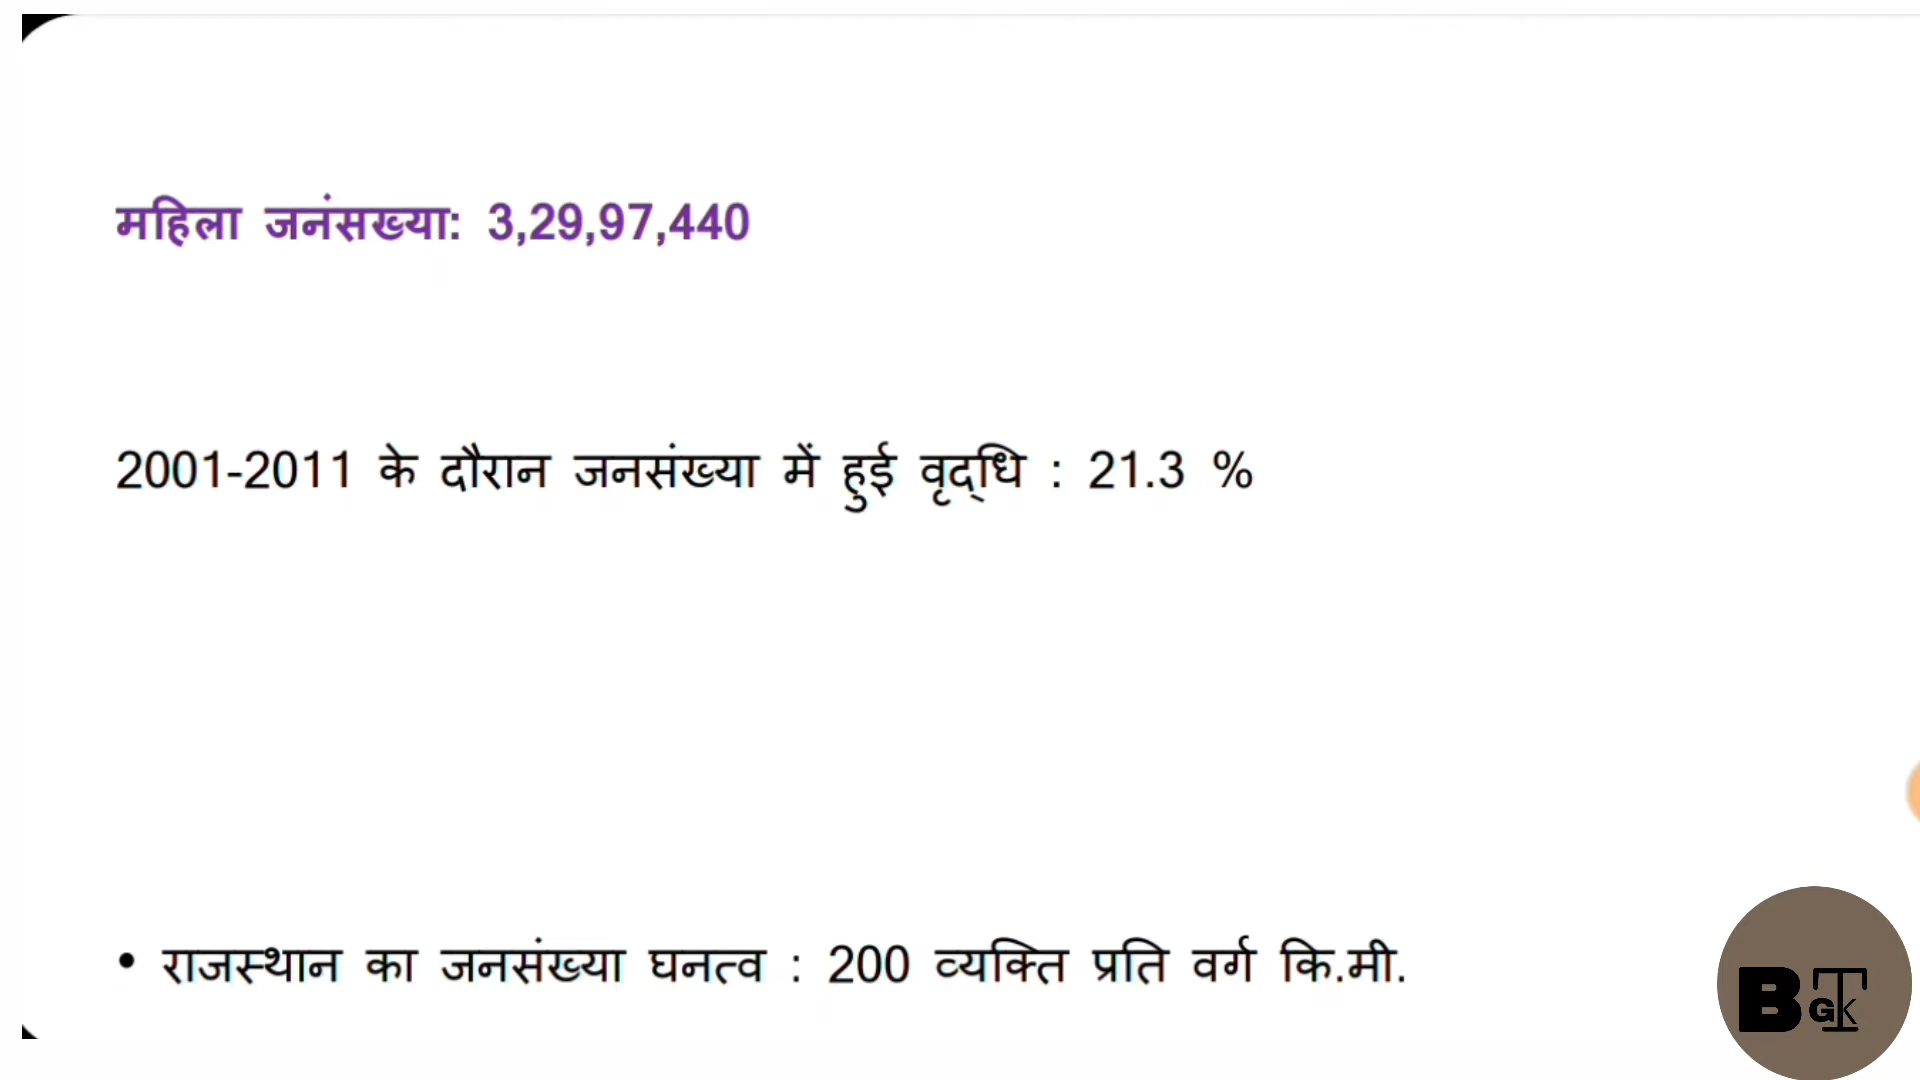 महिला जनंसख्या: 3,29,97,440
2001-2011 के दौरान जनसंख्या में हुई वृद्धि : 21.3 %
• राजस्थान का जनसंख्या घनत्व : 200 व्यक्ति प्रति वर्ग कि.मी.
B GK T